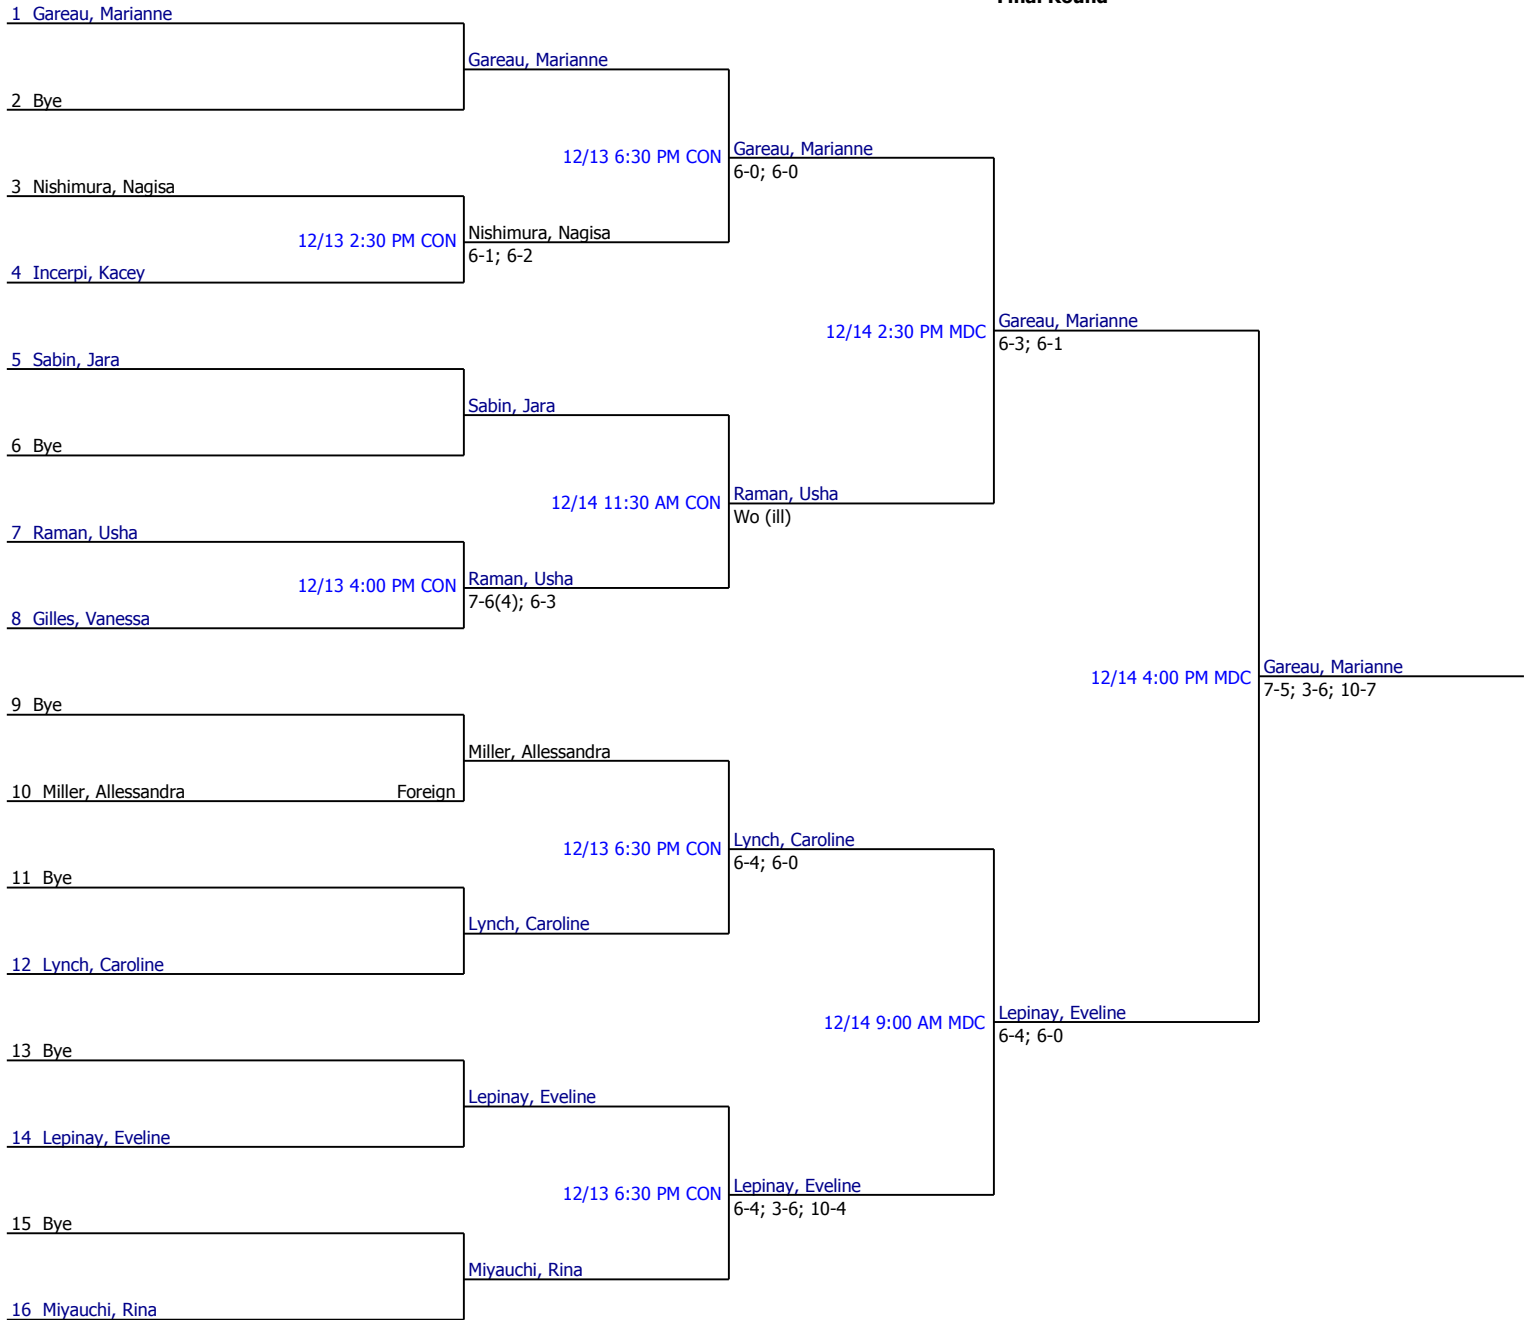 Final Round
1 Gareau, Marianne
Gareau, Marianne
2 Bye
12/13 6:30 PM CON
Gareau, Marianne
6-0; 6-0
3 Nishimura, Nagisa
12/13 2:30 PM CON
Nishimura, Nagisa
6-1; 6-2
4 Incerpi, Kacey
12/14 2:30 PM MDC
Gareau, Marianne
6-3; 6-1
5 Sabin, Jara
Sabin, Jara
6 Bye
12/14 11:30 AM CON
Raman, Usha
Wo (ill)
7 Raman, Usha
12/13 4:00 PM CON
Raman, Usha
7-6(4); 6-3
8 Gilles, Vanessa
12/14 4:00 PM MDC
Gareau, Marianne
7-5; 3-6; 10-7
9 Bye
Miller, Allessandra
10 Miller, Allessandra Foreign
12/13 6:30 PM CON
Lynch, Caroline
6-4; 6-0
11 Bye
Lynch, Caroline
12 Lynch, Caroline
12/14 9:00 AM MDC
Lepinay, Eveline
6-4; 6-0
13 Bye
Lepinay, Eveline
14 Lepinay, Eveline
12/13 6:30 PM CON
Lepinay, Eveline
6-4; 3-6; 10-4
15 Bye
Miyauchi, Rina
16 Miyauchi, Rina